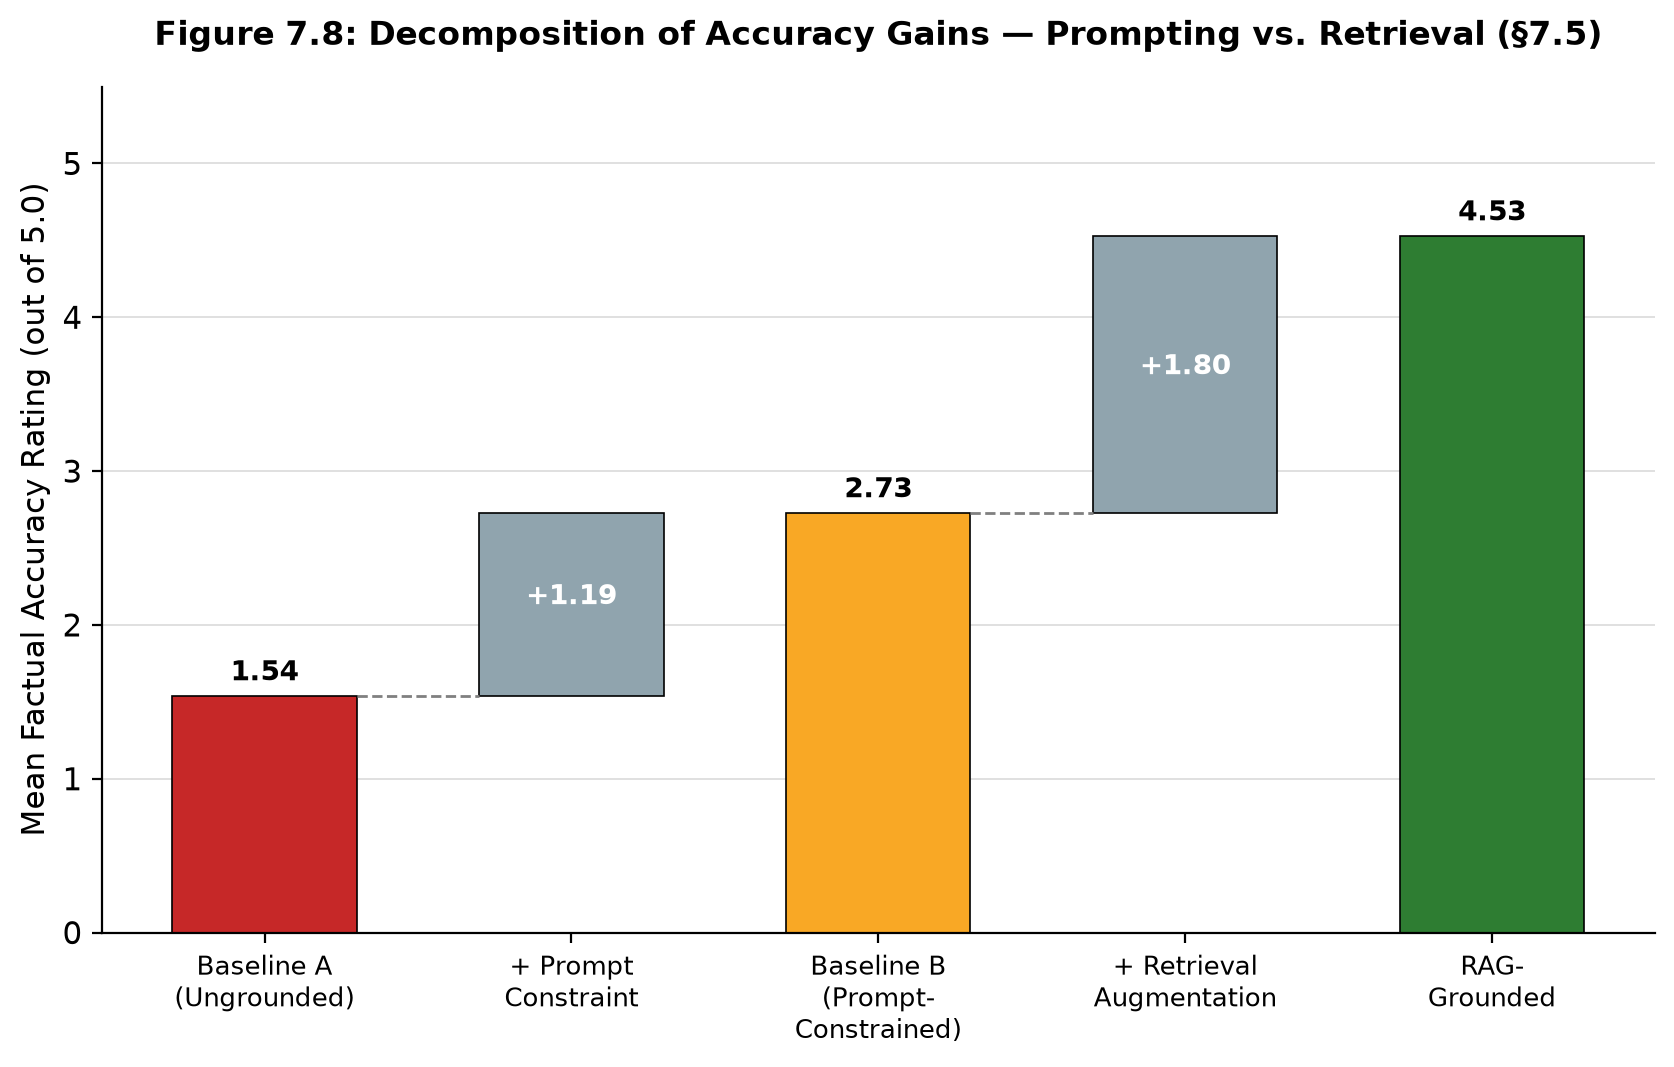 Figure 7.8: Decomposition of Accuracy Gains — Prompting vs. Retrieval (§7.5)
Mean Factual Accuracy Rating (out of 5.0)
5
4
3
2
1
0
1.54
+1.19
2.73
+1.80
4.53
Baseline A
(Ungrounded)
+ Prompt
Constraint
Baseline B
(Prompt-
Constrained)
+ Retrieval
Augmentation
RAG-
Grounded